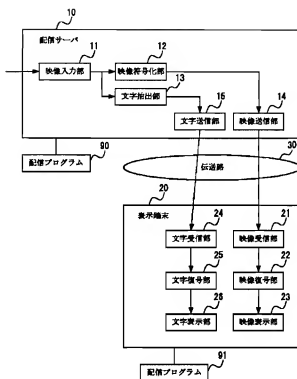 10
配信サーバ
11
12
映像入力部
映像符号化部
13
文字抽出部
15
14
文字送信部
映像送信部
90
配信プログラム
30
伝送路
20
表示端末
24
21
文字受信部
映像受信部
25
22
文字復号部
映像復号部
26
23
文字表示部
映像表示部
91
配信プログラム